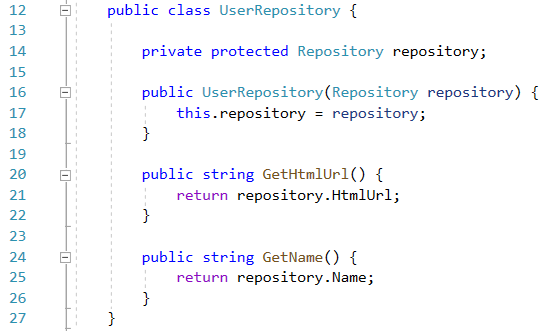 12 public class UserRepository {
13
14 private protected Repository repository;
15
16 public UserRepository(Repository repository) {
17 this.repository = repository;
18 }
19
20 public string GetHtmlUrl() {
21 return repository.HtmlUrl;
22 }
23
24 public string GetName() {
25 return repository.Name;
26 }
27 }